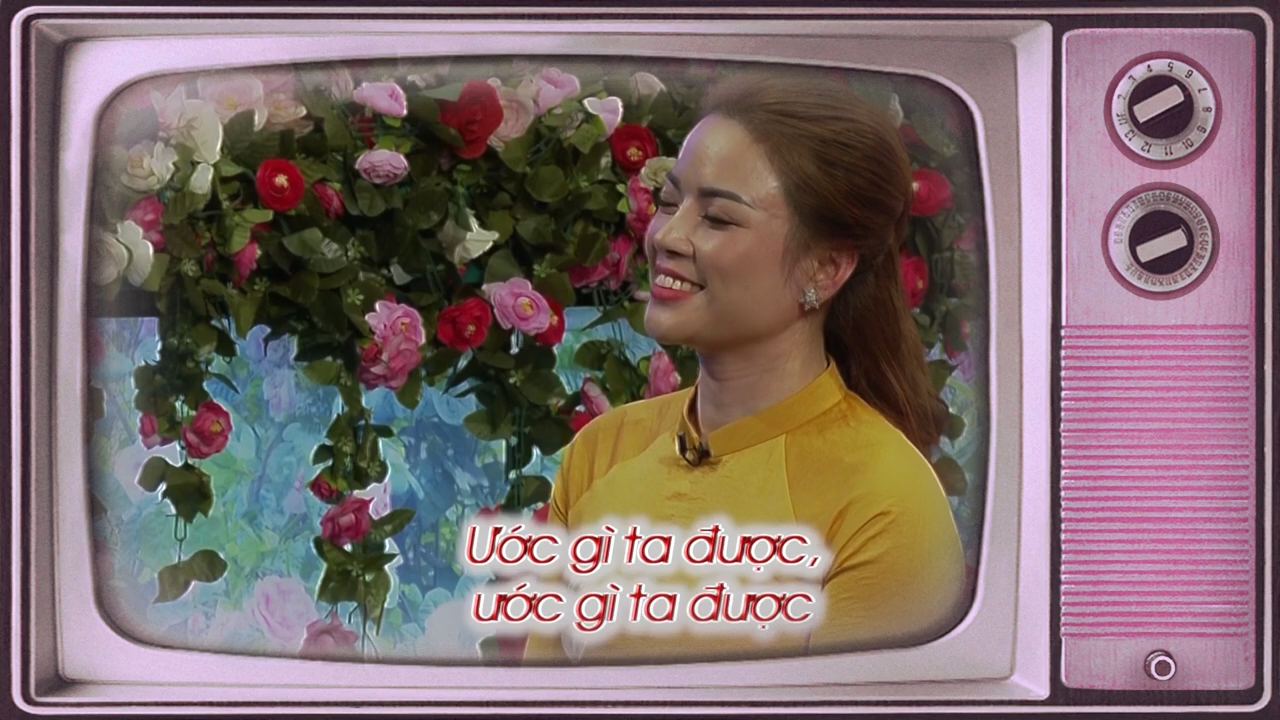 Ước gì ta được,
ước gì ta được